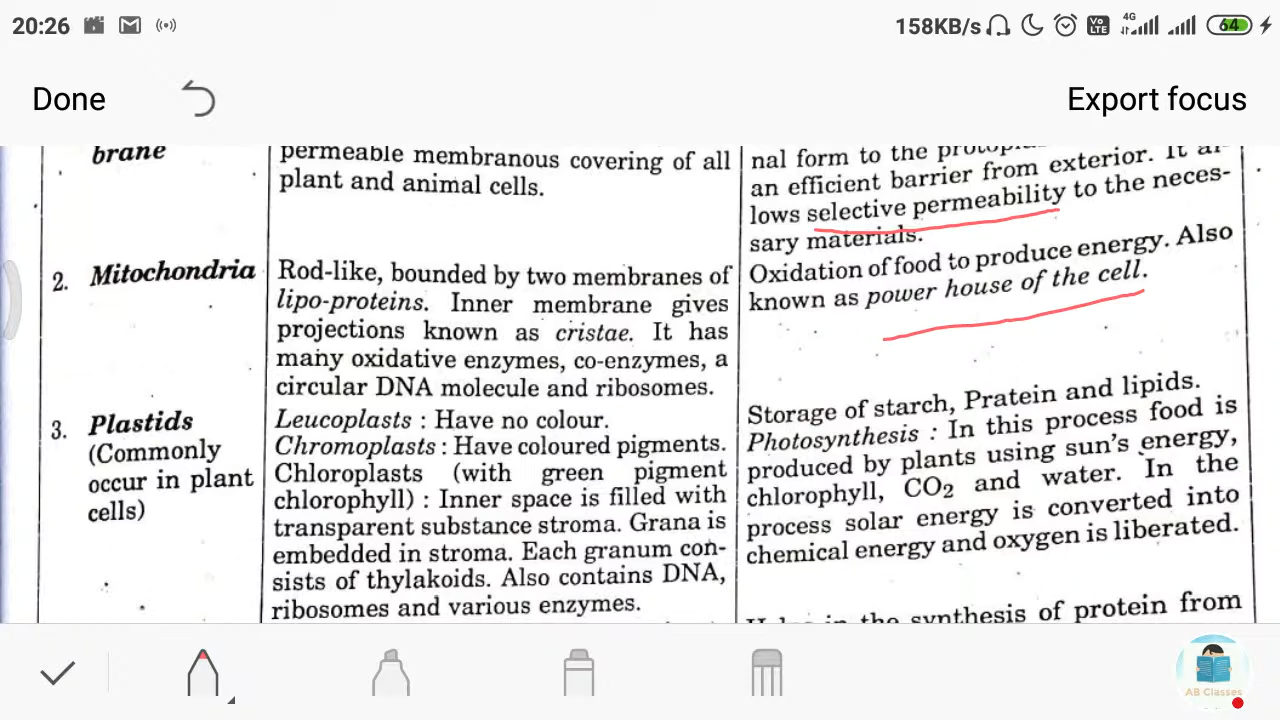 20:26
158KB/s
Vo
LTE
4G
64
Done
Export focus
brane
permeable membranous covering of all
plant and animal cells.
nal form to the
an efficient barrier from exterior. It al-
lows selective permeability to the neces-
sary materials.
2. Mitochondria
Rod-like, bounded by two membranes of
lipo-proteins. Inner membrane gives
projections known as cristae. It has
many oxidative enzymes, co-enzymes, a
circular DNA molecule and ribosomes.
Oxidation of food to produce energy. Also
known as power house of the cell.
3. Plastids
(Commonly
occur in plant
cells)
Leucoplasts : Have no colour.
Chromoplasts : Have coloured pigments.
Chloroplasts (with green pigment
chlorophyll) : Inner space is filled with
transparent substance stroma. Grana is
embedded in stroma. Each granum con-
sists of thylakoids. Also contains DNA,
ribosomes and various enzymes.
Storage of starch, Pratein and lipids.
Photosynthesis : In this process food is
produced by plants using sun's energy,
chlorophyll, CO2 and water. In the
process solar energy is converted into
chemical energy and oxygen is liberated.
in the synthesis of protein from
AB Classes